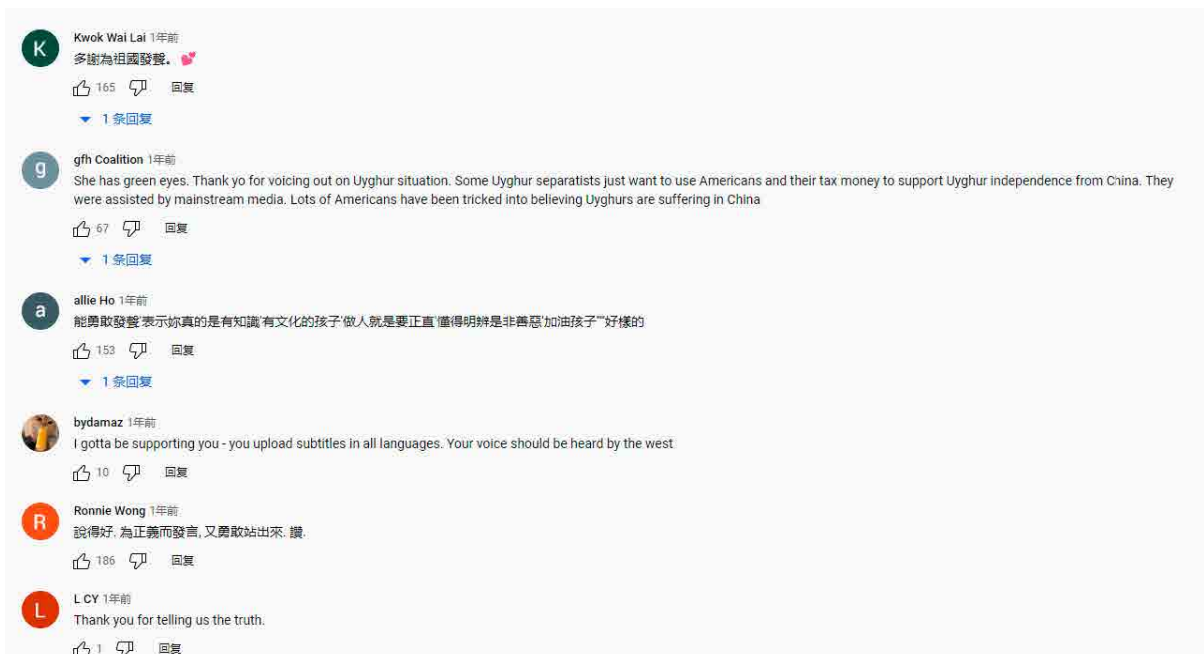 K
Kwok Wai Lai 1年前
多謝為祖國發聲。💕
165 回复
1 条回复
g
gfh Coalition 1年前
She has green eyes. Thank yo for voicing out on Uyghur situation. Some Uyghur separatists just want to use Americans and their tax money to support Uyghur independence from China. They
were assisted by mainstream media. Lots of Americans have been tricked into believing Uyghurs are suffering in China
67 回复
1 条回复
a
allie Ho 1年前
能勇敢發聲'表示妳真的是有知識'有文化的孩子'做人就是要正直'懂得明辨是非善惡'加油孩子''好樣的
153 回复
1 条回复
bydamaz 1年前
I gotta be supporting you - you upload subtitles in all languages. Your voice should be heard by the west
10 回复
R
Ronnie Wong 1年前
說得好. 為正義而發言, 又勇敢站出來. 讚.
186 回复
L
L CY 1年前
Thank you for telling us the truth.
1 回复